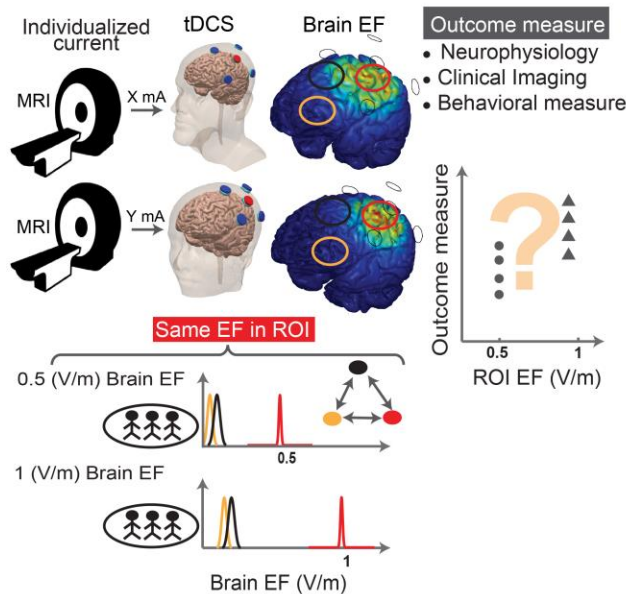 Individualized
current
tDCS
Brain EF
Outcome measure
• Neurophysiology
• Clinical Imaging
• Behavioral measure
MRI
X mA
MRI
Y mA
Outcome measure
?
0.5
1
ROI EF (V/m)
Same EF in ROI
0.5 (V/m) Brain EF
0.5
1 (V/m) Brain EF
1
Brain EF (V/m)